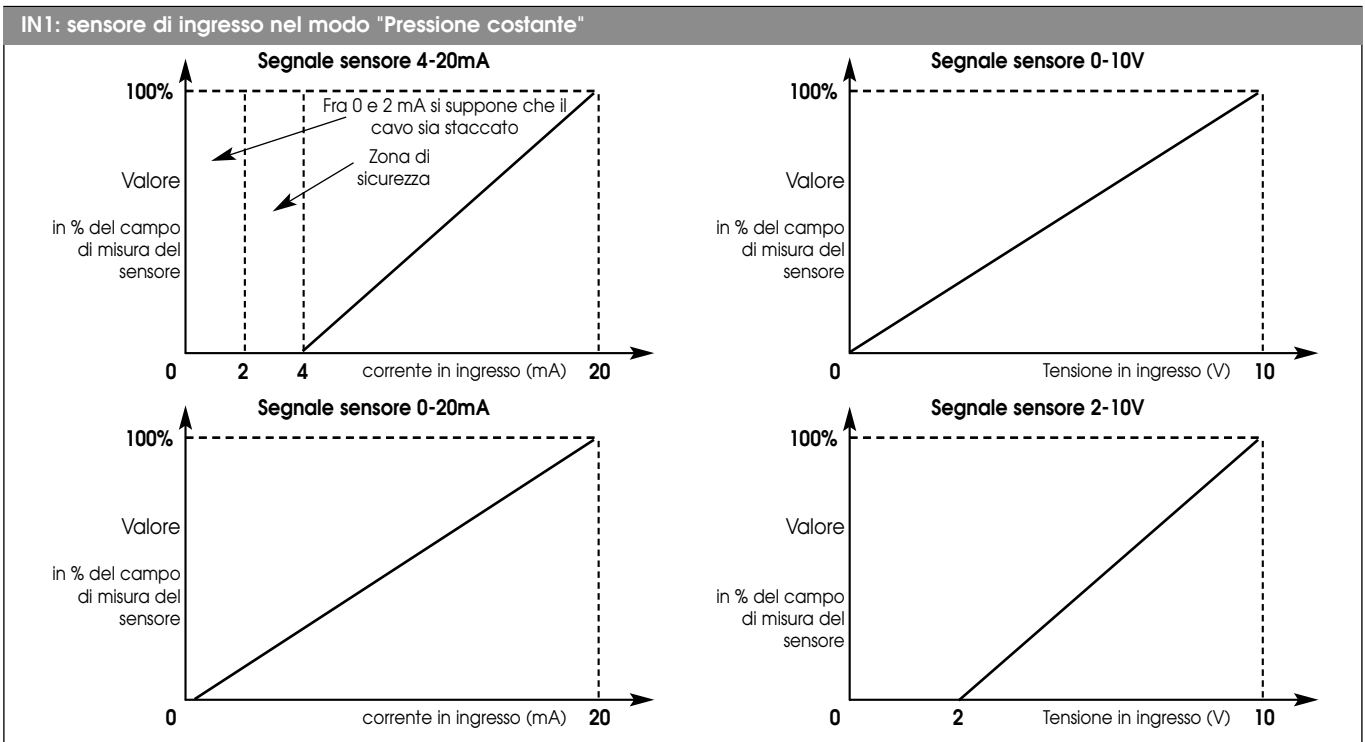 IN1: sensore di ingresso nel modo "Pressione costante"
Segnale sensore 4-20mA
100%
Fra 0 e 2 mA si suppone che il
cavo sia staccato
Zona di
sicurezza
Valore
in % del campo
di misura del
sensore
0 2 4 corrente in ingresso (mA) 20
Segnale sensore 0-10V
100%
Valore
in % del campo
di misura del
sensore
0 Tensione in ingresso (V) 10
Segnale sensore 0-20mA
100%
Valore
in % del campo
di misura del
sensore
0 corrente in ingresso (mA) 20
Segnale sensore 2-10V
100%
Valore
in % del campo
di misura del
sensore
0 2 Tensione in ingresso (V) 10